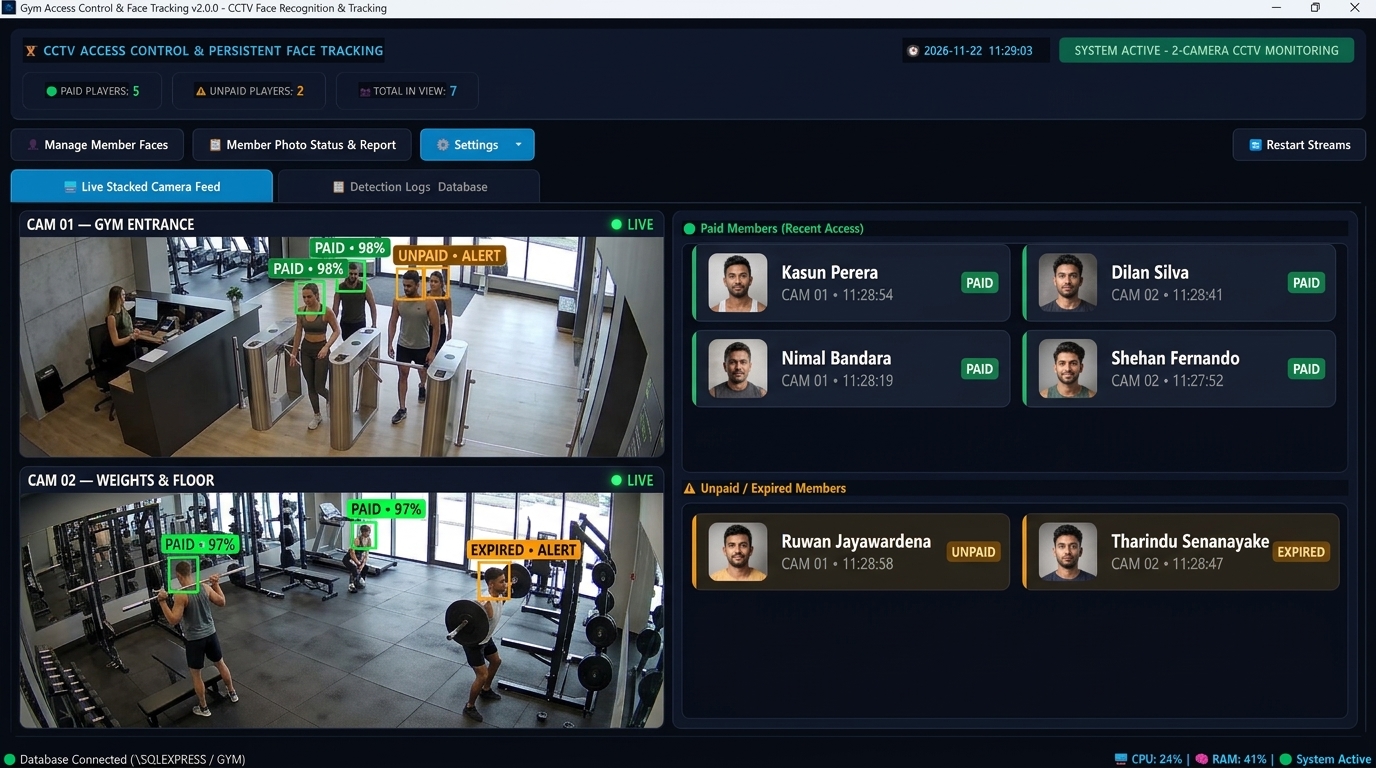 Gym Access Control & Face Tracking v2.0.0 - CCTV Face Recognition & Tracking
CCTV ACCESS CONTROL & PERSISTENT FACE TRACKING
2026-11-22 11:29:03
SYSTEM ACTIVE - 2-CAMERA CCTV MONITORING
PAID PLAYERS: 5
UNPAID PLAYERS: 2
TOTAL IN VIEW: 7
Manage Member Faces
Member Photo Status & Report
Settings
Restart Streams
Live Stacked Camera Feed
Detection Logs Database
CAM 01 — GYM ENTRANCE
LIVE
PAID • 98%
PAID • 98%
UNPAID • ALERT
CAM 02 — WEIGHTS & FLOOR
LIVE
PAID • 97%
PAID • 97%
EXPIRED • ALERT
Paid Members (Recent Access)
Kasun Perera
CAM 01 • 11:28:54
PAID
Dilan Silva
CAM 02 • 11:28:41
PAID
Nimal Bandara
CAM 01 • 11:28:19
PAID
Shehan Fernando
CAM 02 • 11:27:52
PAID
Unpaid / Expired Members
Ruwan Jayawardena
CAM 01 • 11:28:58
UNPAID
Tharindu Senanayake
CAM 02 • 11:28:47
EXPIRED
Database Connected (\SQLEXPRESS / GYM)
CPU: 24% | RAM: 41% | System Active